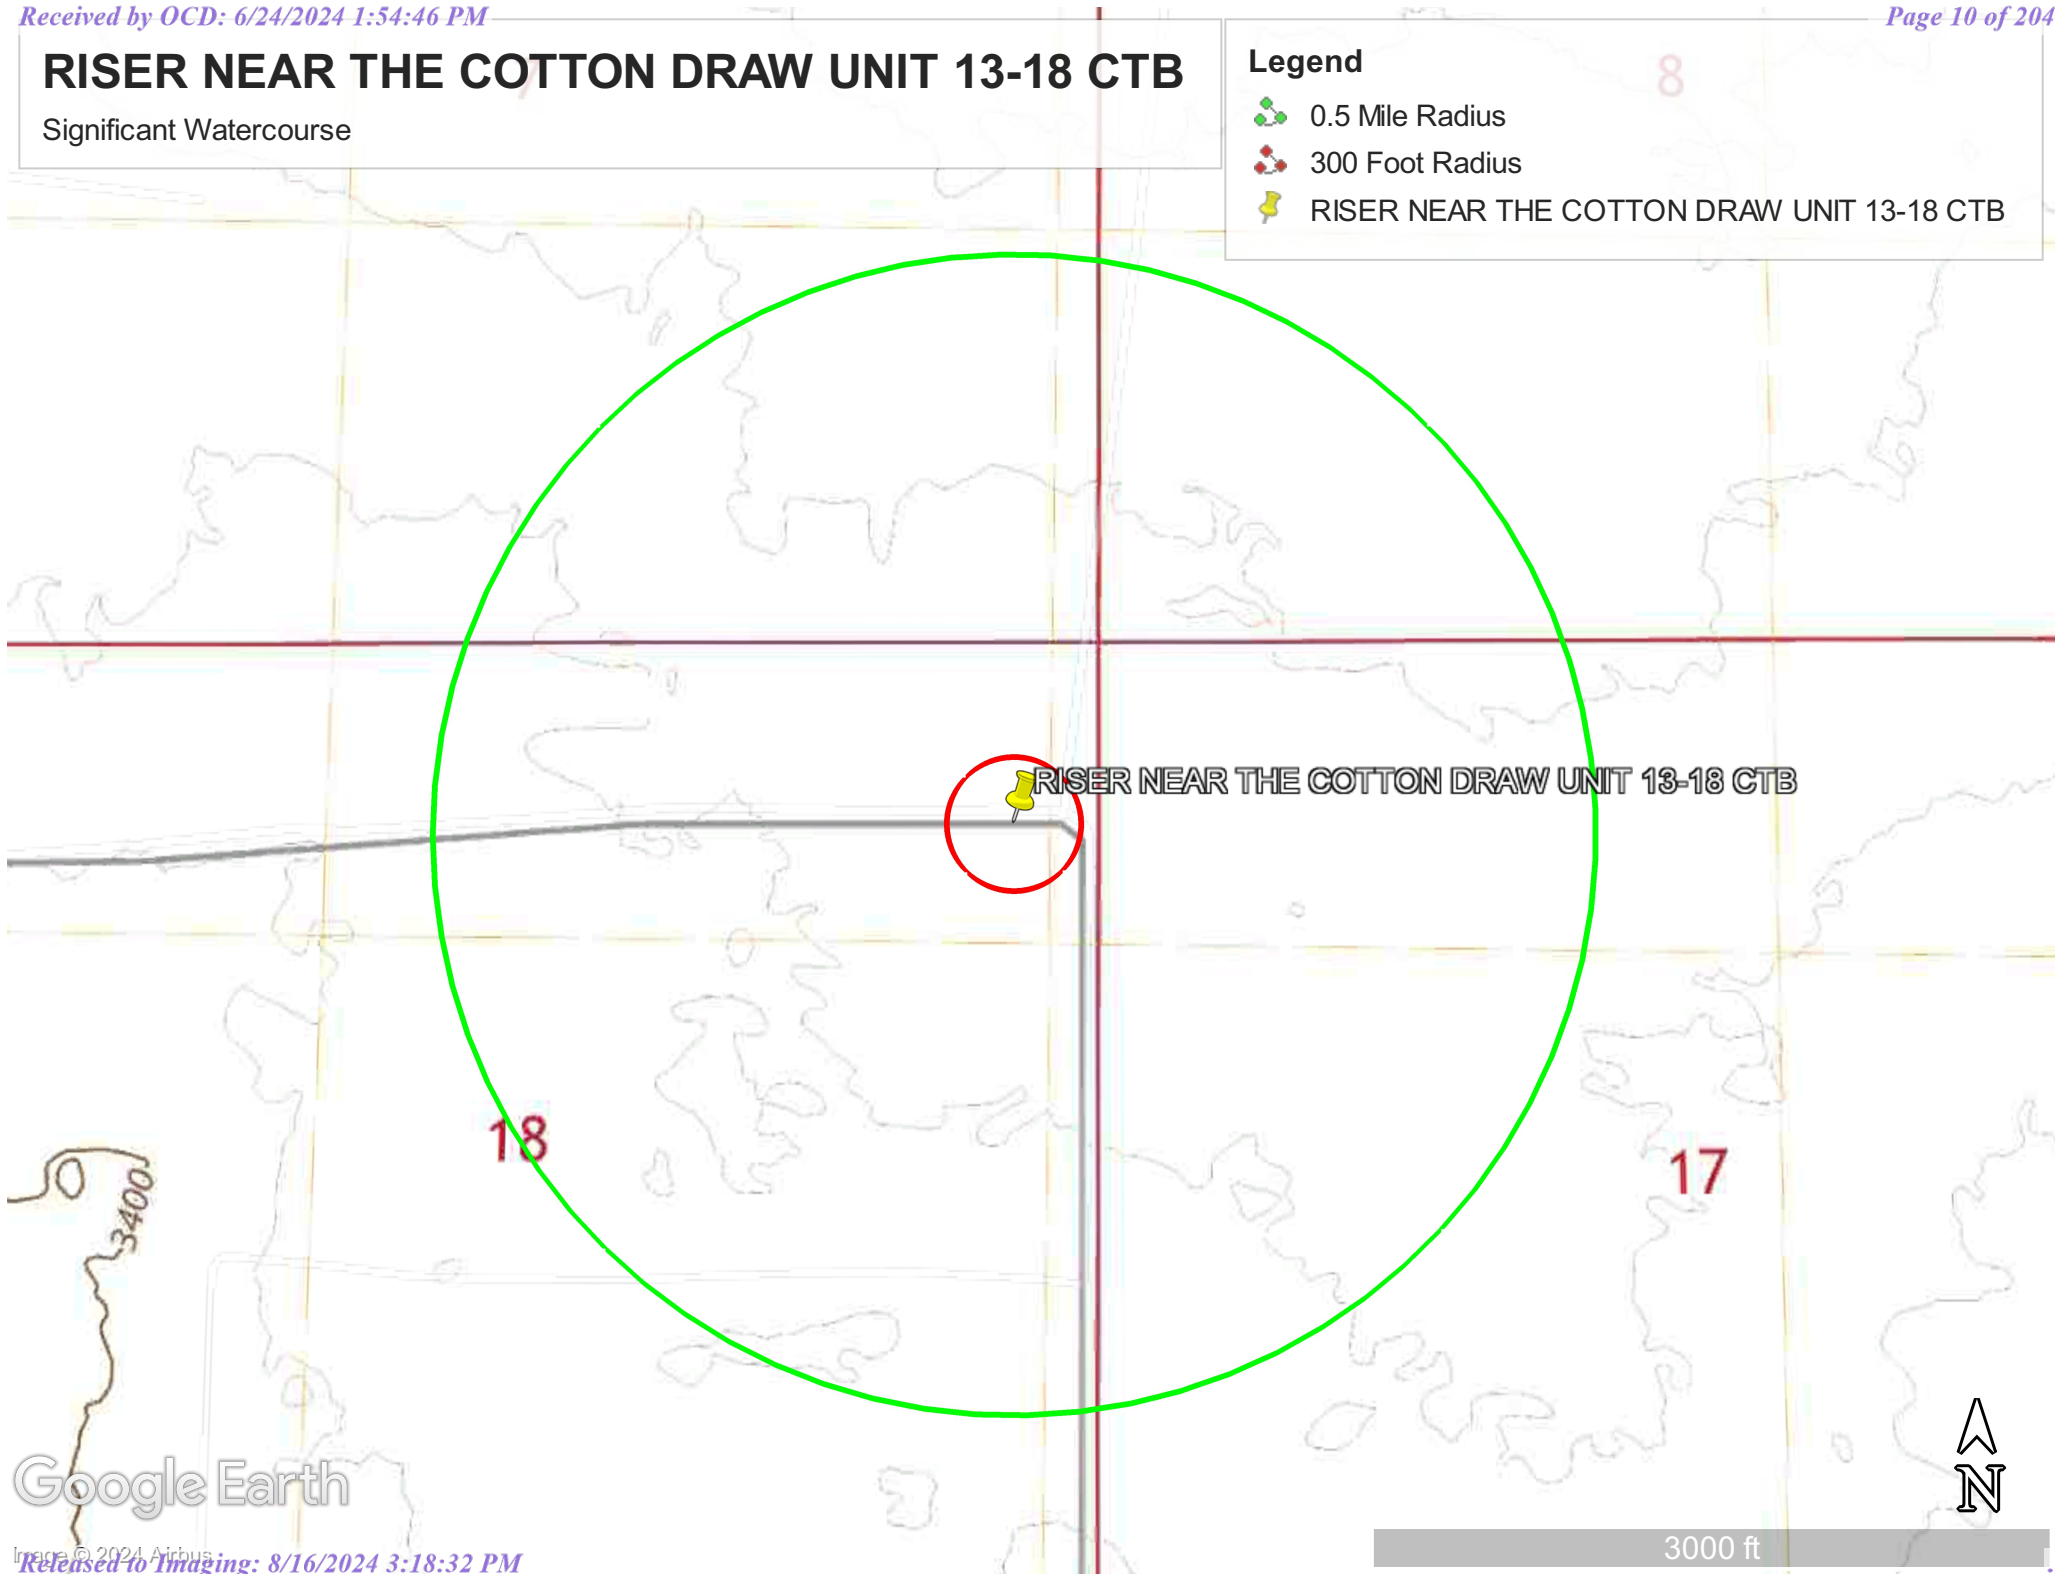 Received by OCD: 6/24/2024 1:54:46 PM
Page 10 of 204
RISER NEAR THE COTTON DRAW UNIT 13-18 CTB
Significant Watercourse
Legend
0.5 Mile Radius
300 Foot Radius
RISER NEAR THE COTTON DRAW UNIT 13-18 CTB
7
8
RISER NEAR THE COTTON DRAW UNIT 13-18 CTB
18
17
3400
Google Earth
N
3000 ft
Image © 2024 Airbus
Released to Imaging: 8/16/2024 3:18:32 PM